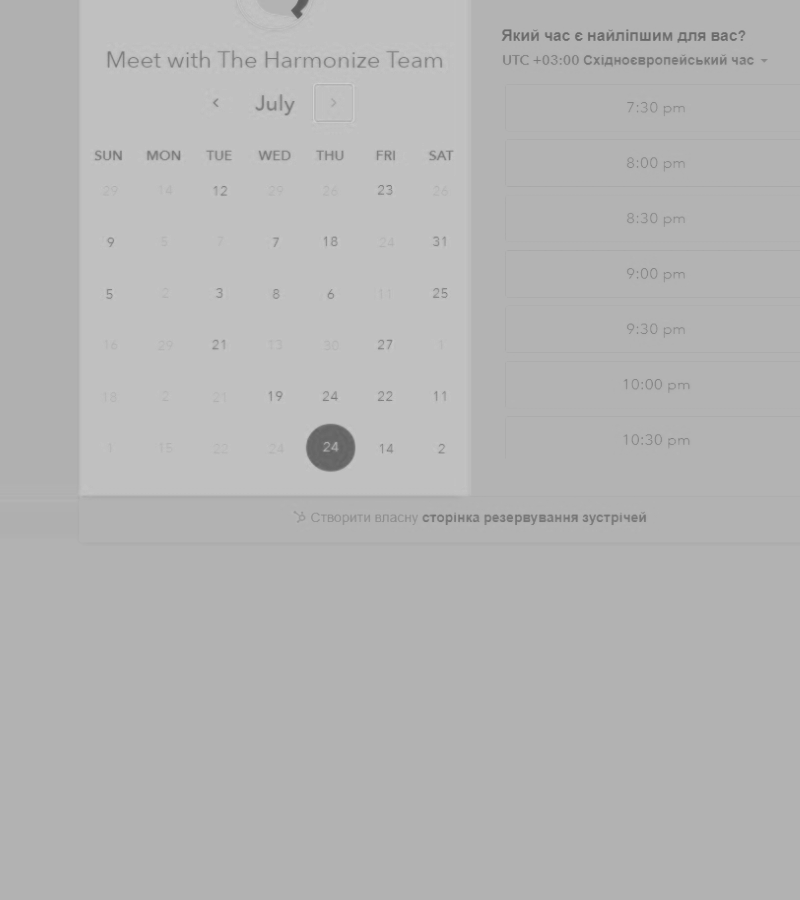 Meet with The Harmonize Team
July
SUN MON TUE WED THU FRI SAT
29 14 12 29 26 23 26
9 5 7 7 18 24 31
5 2 3 8 6 11 25
16 29 21 13 30 27 1
18 2 21 19 24 22 11
1 15 22 24 24 14 2
Який час є найліпшим для вас?
UTC +03:00 Східноєвропейський час
7:30 pm
8:00 pm
8:30 pm
9:00 pm
9:30 pm
10:00 pm
10:30 pm
Створити власну сторінка резервування зустрічей